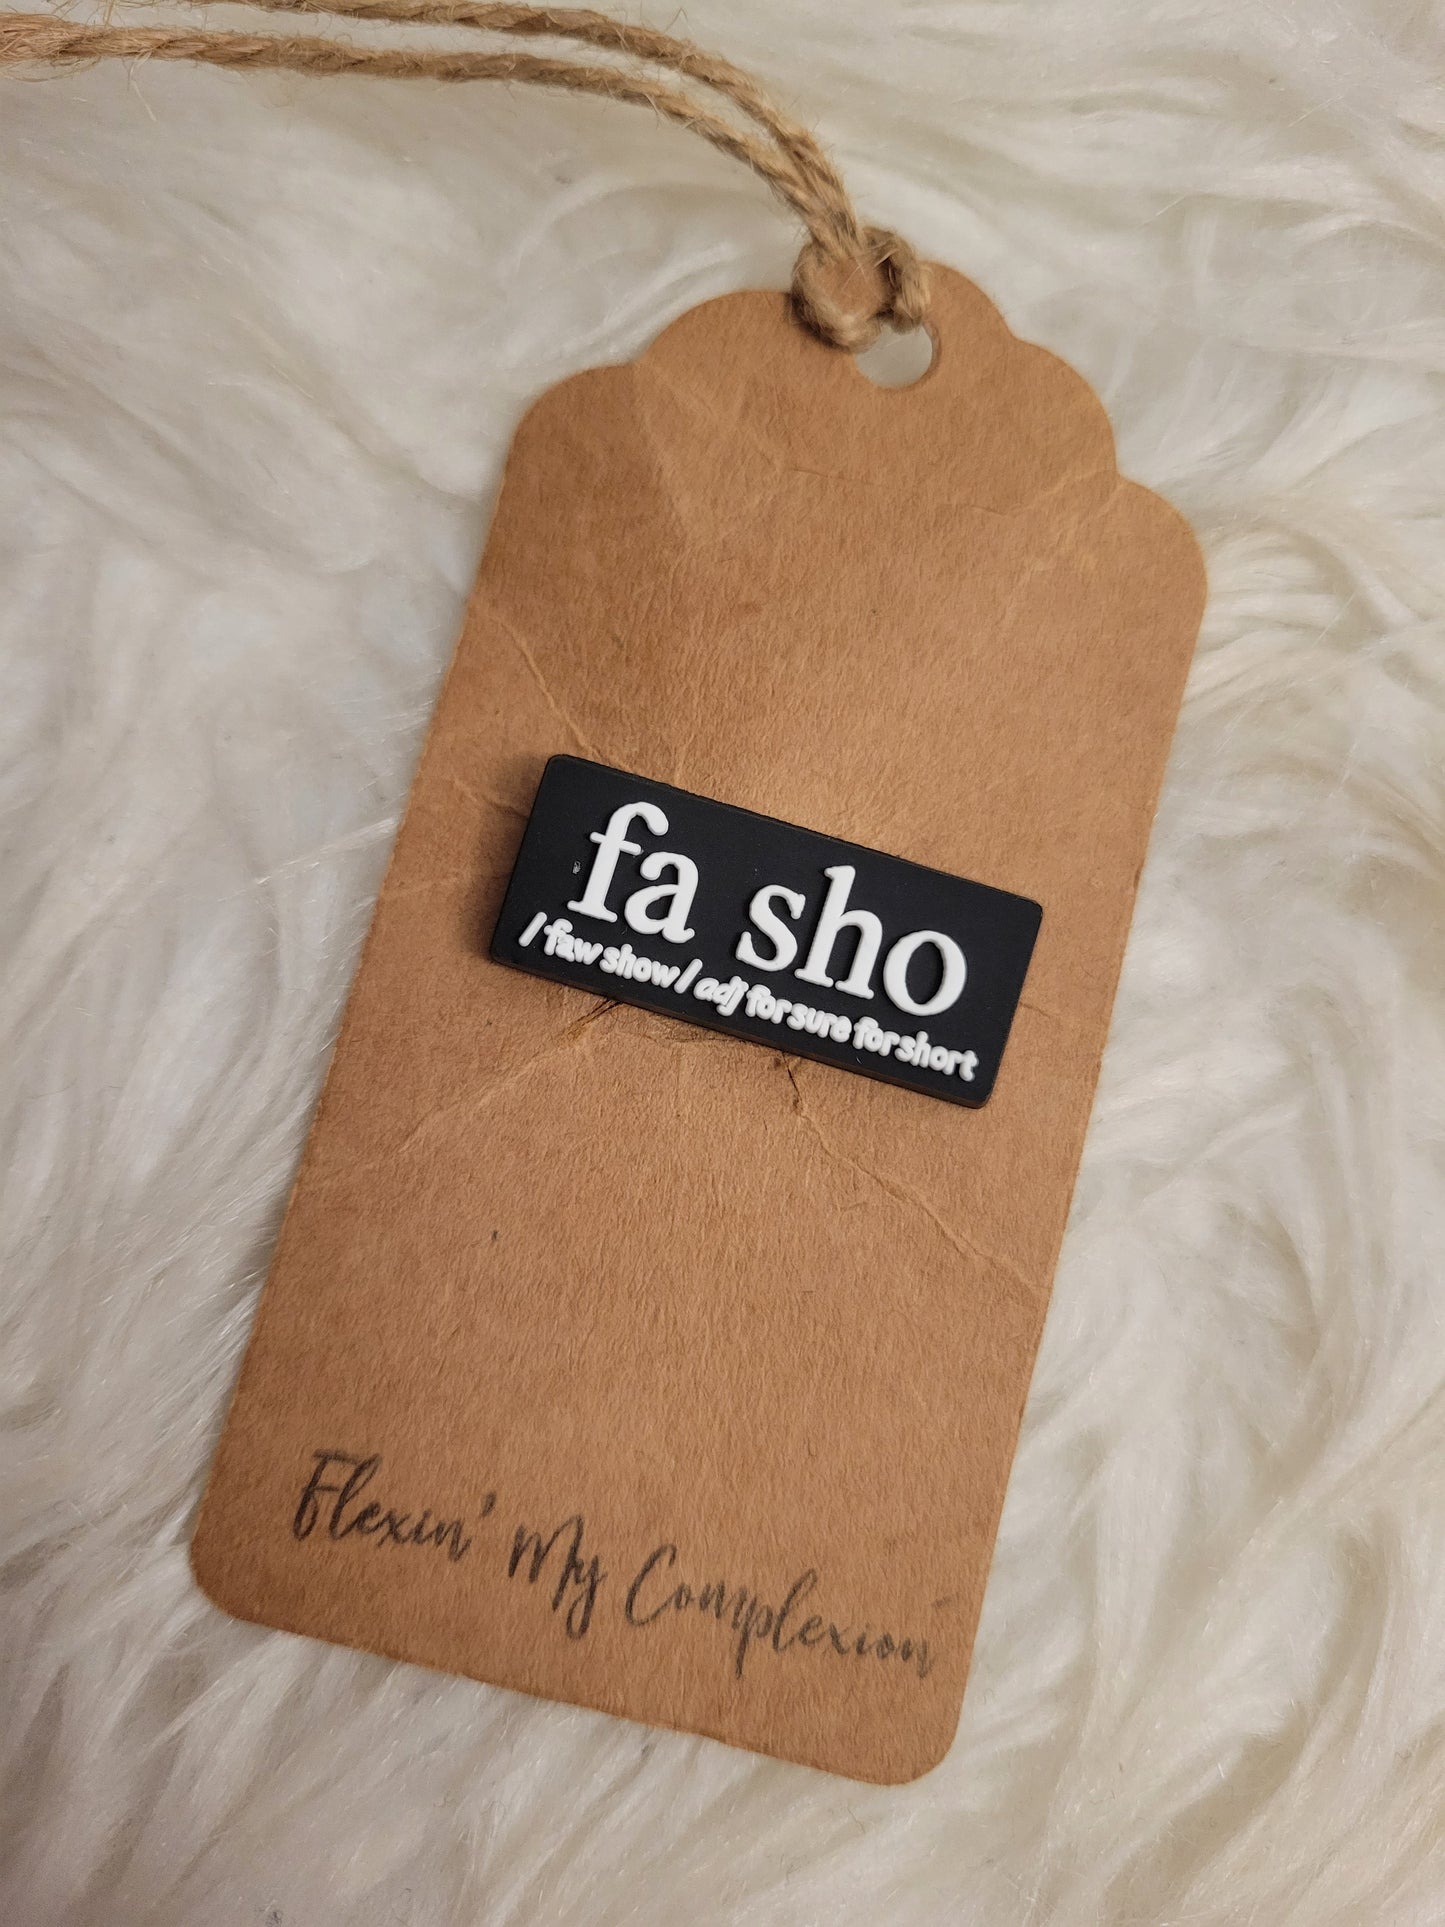 fa sho
/ faw show / adj for sure for short
Flexin' My Complexion